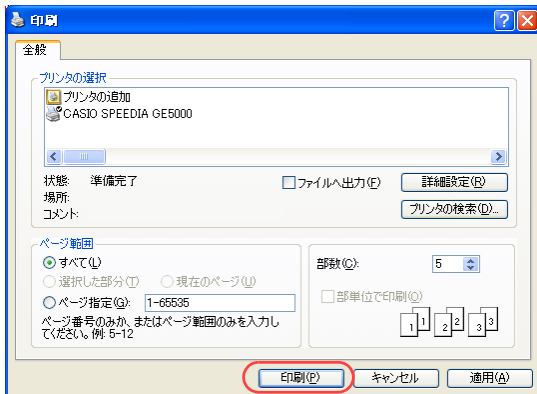 印刷
全般
プリンタの選択
プリンタの追加
CASIO SPEEDIA GE5000
状態: 準備完了
場所:
コメント:
ファイルへ出力(F)
詳細設定(R)
プリンタの検索(D)...
ページ範囲
すべて(L)
選択した部分(T) 現在のページ(U)
ページ指定(G): 1-65535
ページ番号のみか、またはページ範囲のみを入力し
てください。例: 5-12
部数(C): 5
部単位で印刷(O)
1 1 2 2 3 3
印刷(P) キャンセル 適用(A)